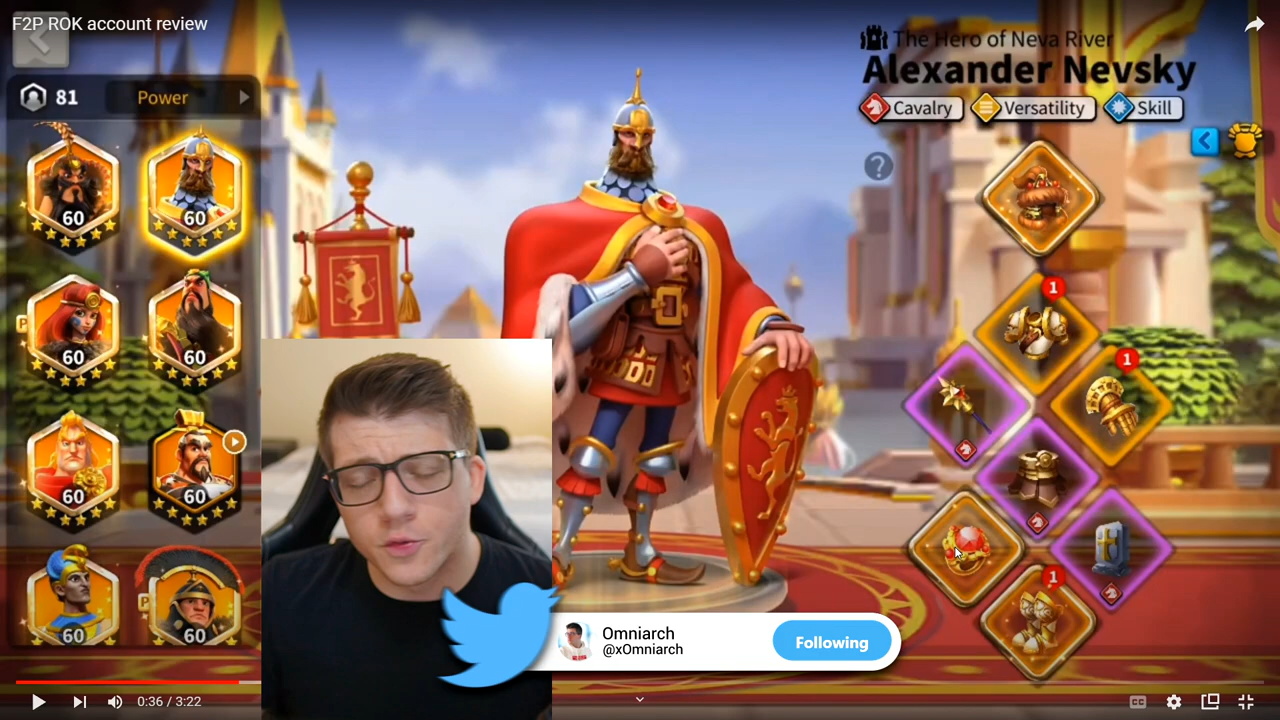 F2P ROK account review
81
Power
The Hero of Neva River
Alexander Nevsky
Cavalry
Versatility
Skill
?
60
60
60
60
60
60
60
60
P
P
1
1
1
Omniarch
@xOmniarch
Following
0:36 / 3:22
CC